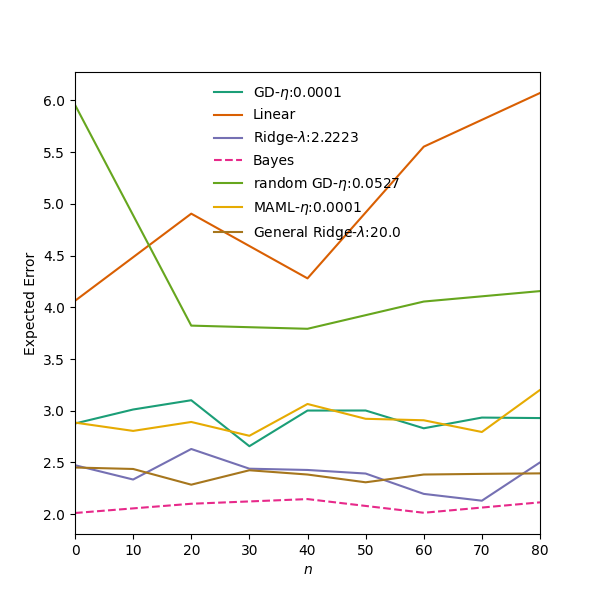 GD-η:0.0001
Linear
Ridge-λ:2.2223
Bayes
random GD-η:0.0527
MAML-η:0.0001
General Ridge-λ:20.0
Expected Error
6.0
5.5
5.0
4.5
4.0
3.5
3.0
2.5
2.0
0 10 20 30 40 50 60 70 80
n